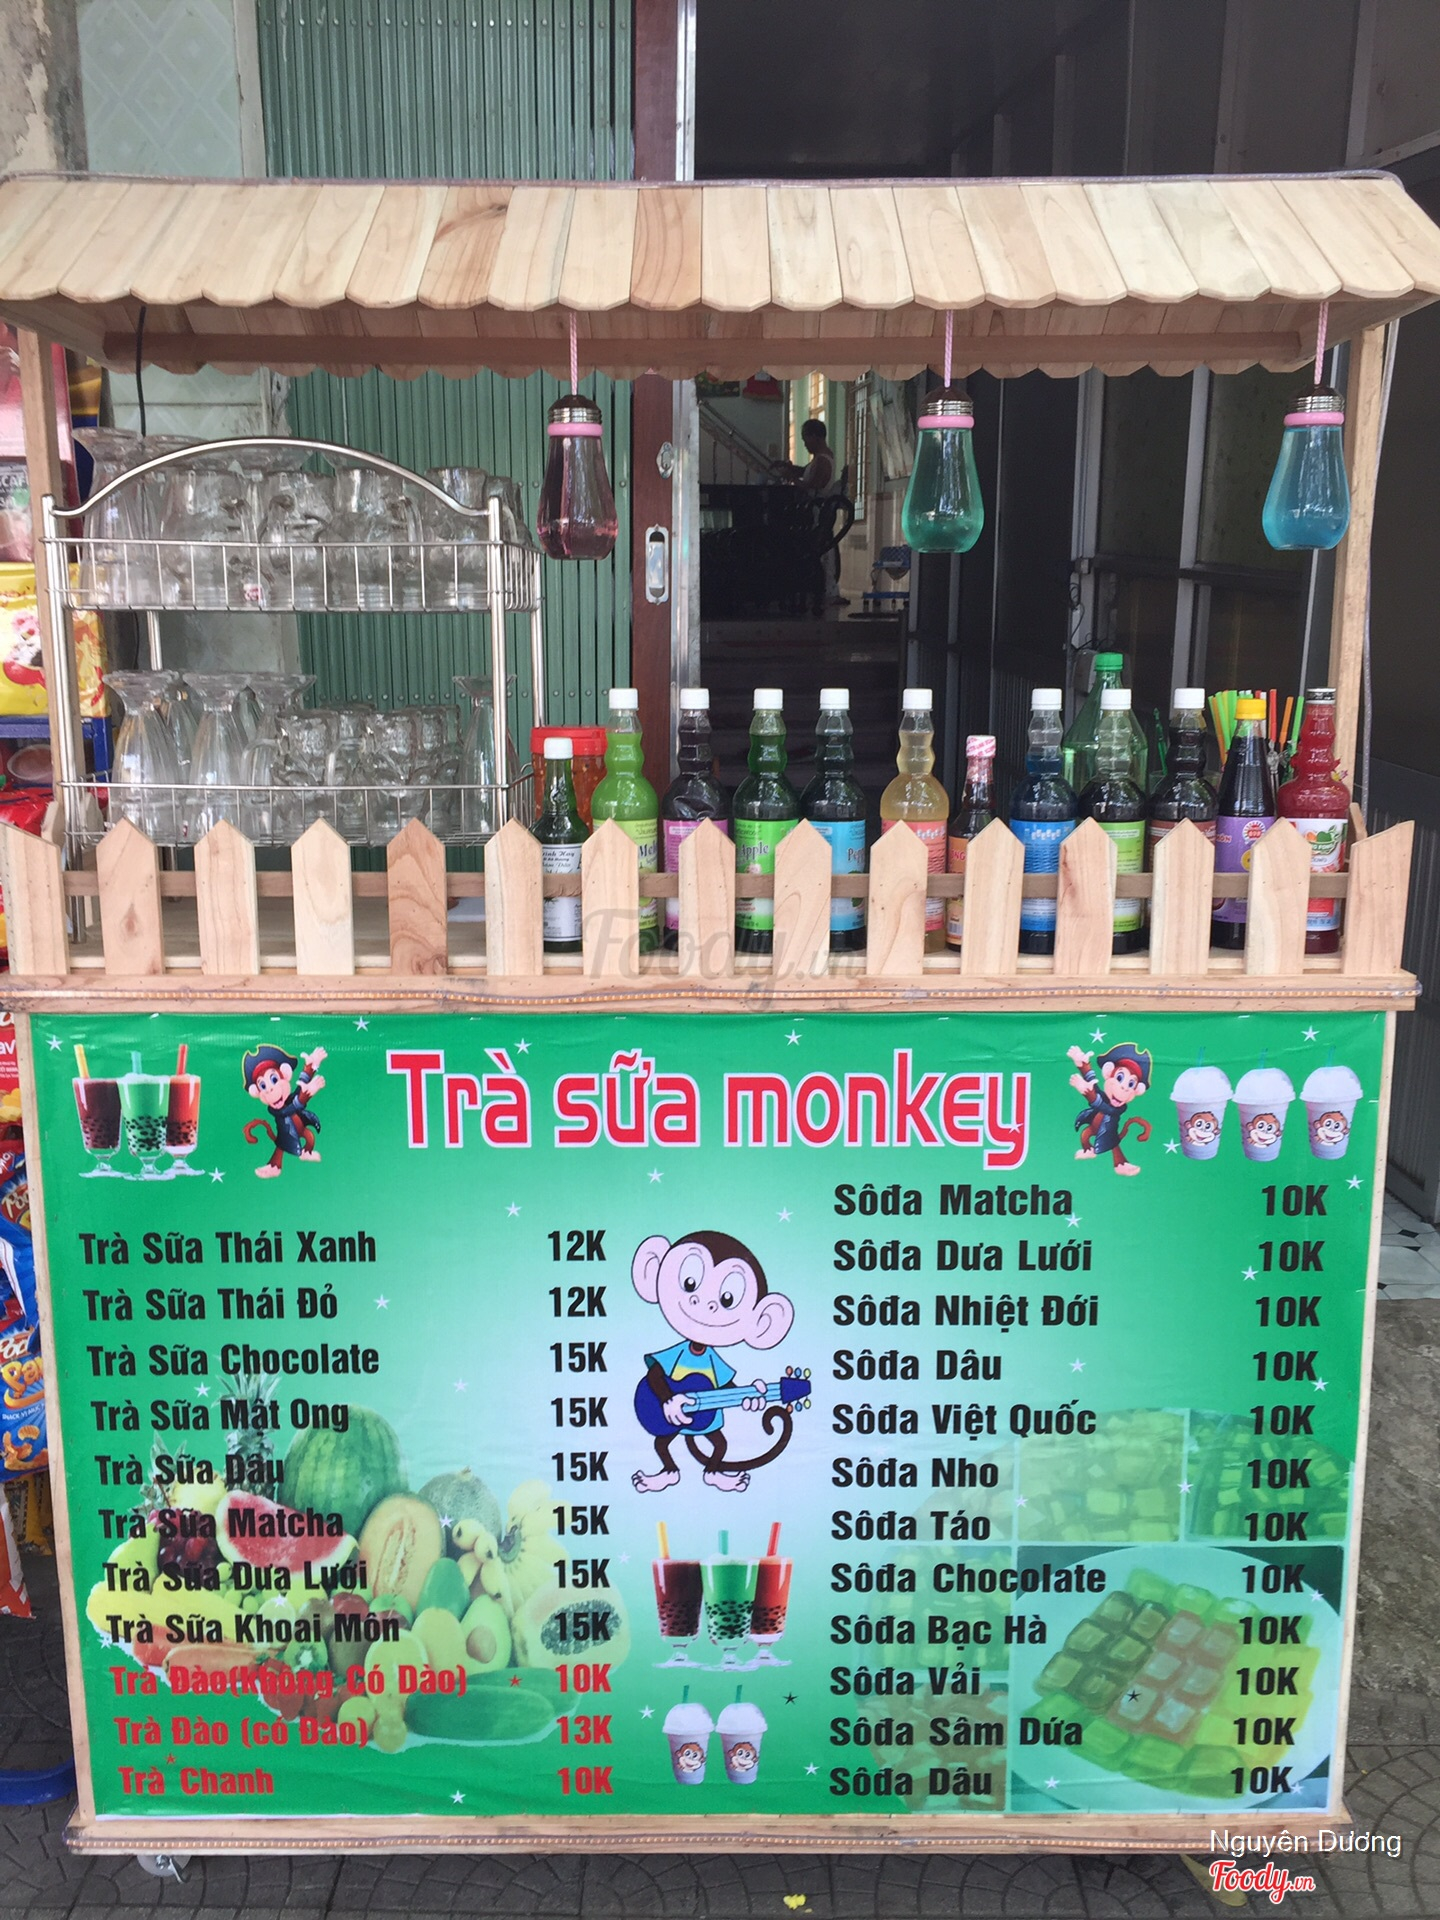 Foody.vn
Trà sữa monkey
Trà Sữa Thái Xanh 12K
Trà Sữa Thái Đỏ 12K
Trà Sữa Chocolate 15K
Trà Sữa Mật Ong 15K
Trà Sữa Dâu 15K
Trà Sữa Matcha 15K
Trà Sữa Dưa Lưới 15K
Trà Sữa Khoai Môn 15K
Trà Đào(Không Có Dào) 10K
Trà Đào (có Đào) 13K
Trà Chanh 10K
Sôđa Matcha 10K
Sôđa Dưa Lưới 10K
Sôđa Nhiệt Đới 10K
Sôđa Dâu 10K
Sôđa Việt Quốc 10K
Sôđa Nho 10K
Sôđa Táo 10K
Sôđa Chocolate 10K
Sôđa Bạc Hà 10K
Sôđa Vải 10K
Sôđa Sâm Dứa 10K
Sôđa Dâu 10K
Nguyên Dương
Foody.vn